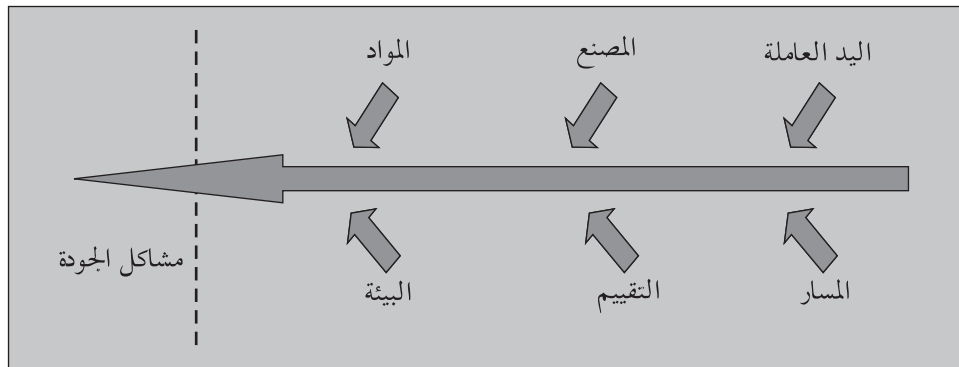 اليد العاملة
المصنع
المواد
مشاكل الجودة
المسار
التقييم
البيئة